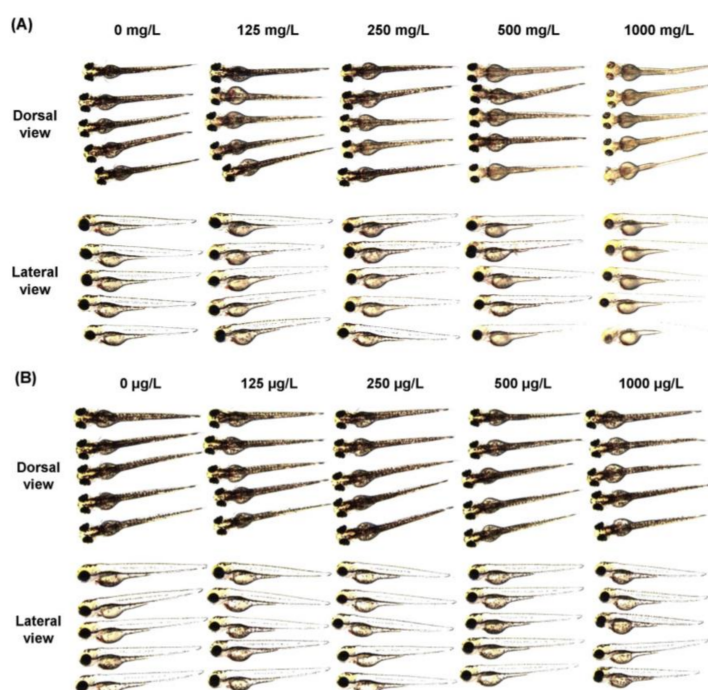 (A)
0 mg/L 125 mg/L 250 mg/L 500 mg/L 1000 mg/L
Dorsal
view
Lateral
view
(B)
0 µg/L 125 µg/L 250 µg/L 500 µg/L 1000 µg/L
Dorsal
view
Lateral
view